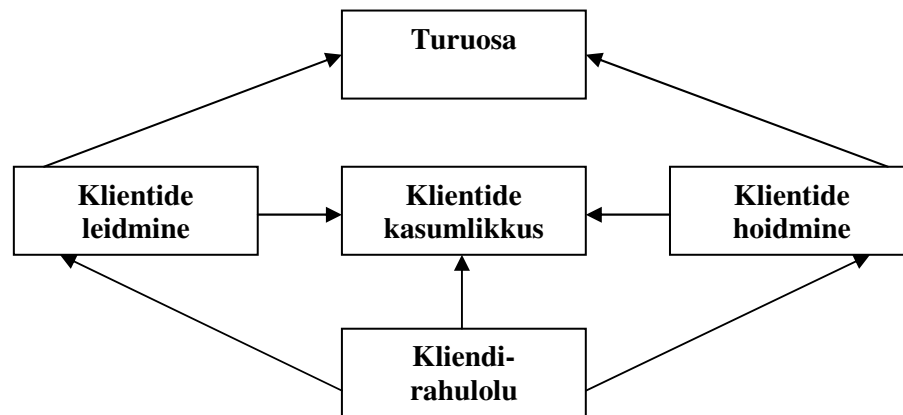 Turuosa
Klientide
leidmine
Klientide
kasumlikkus
Klientide
hoidmine
Kliendi-
rahulolu